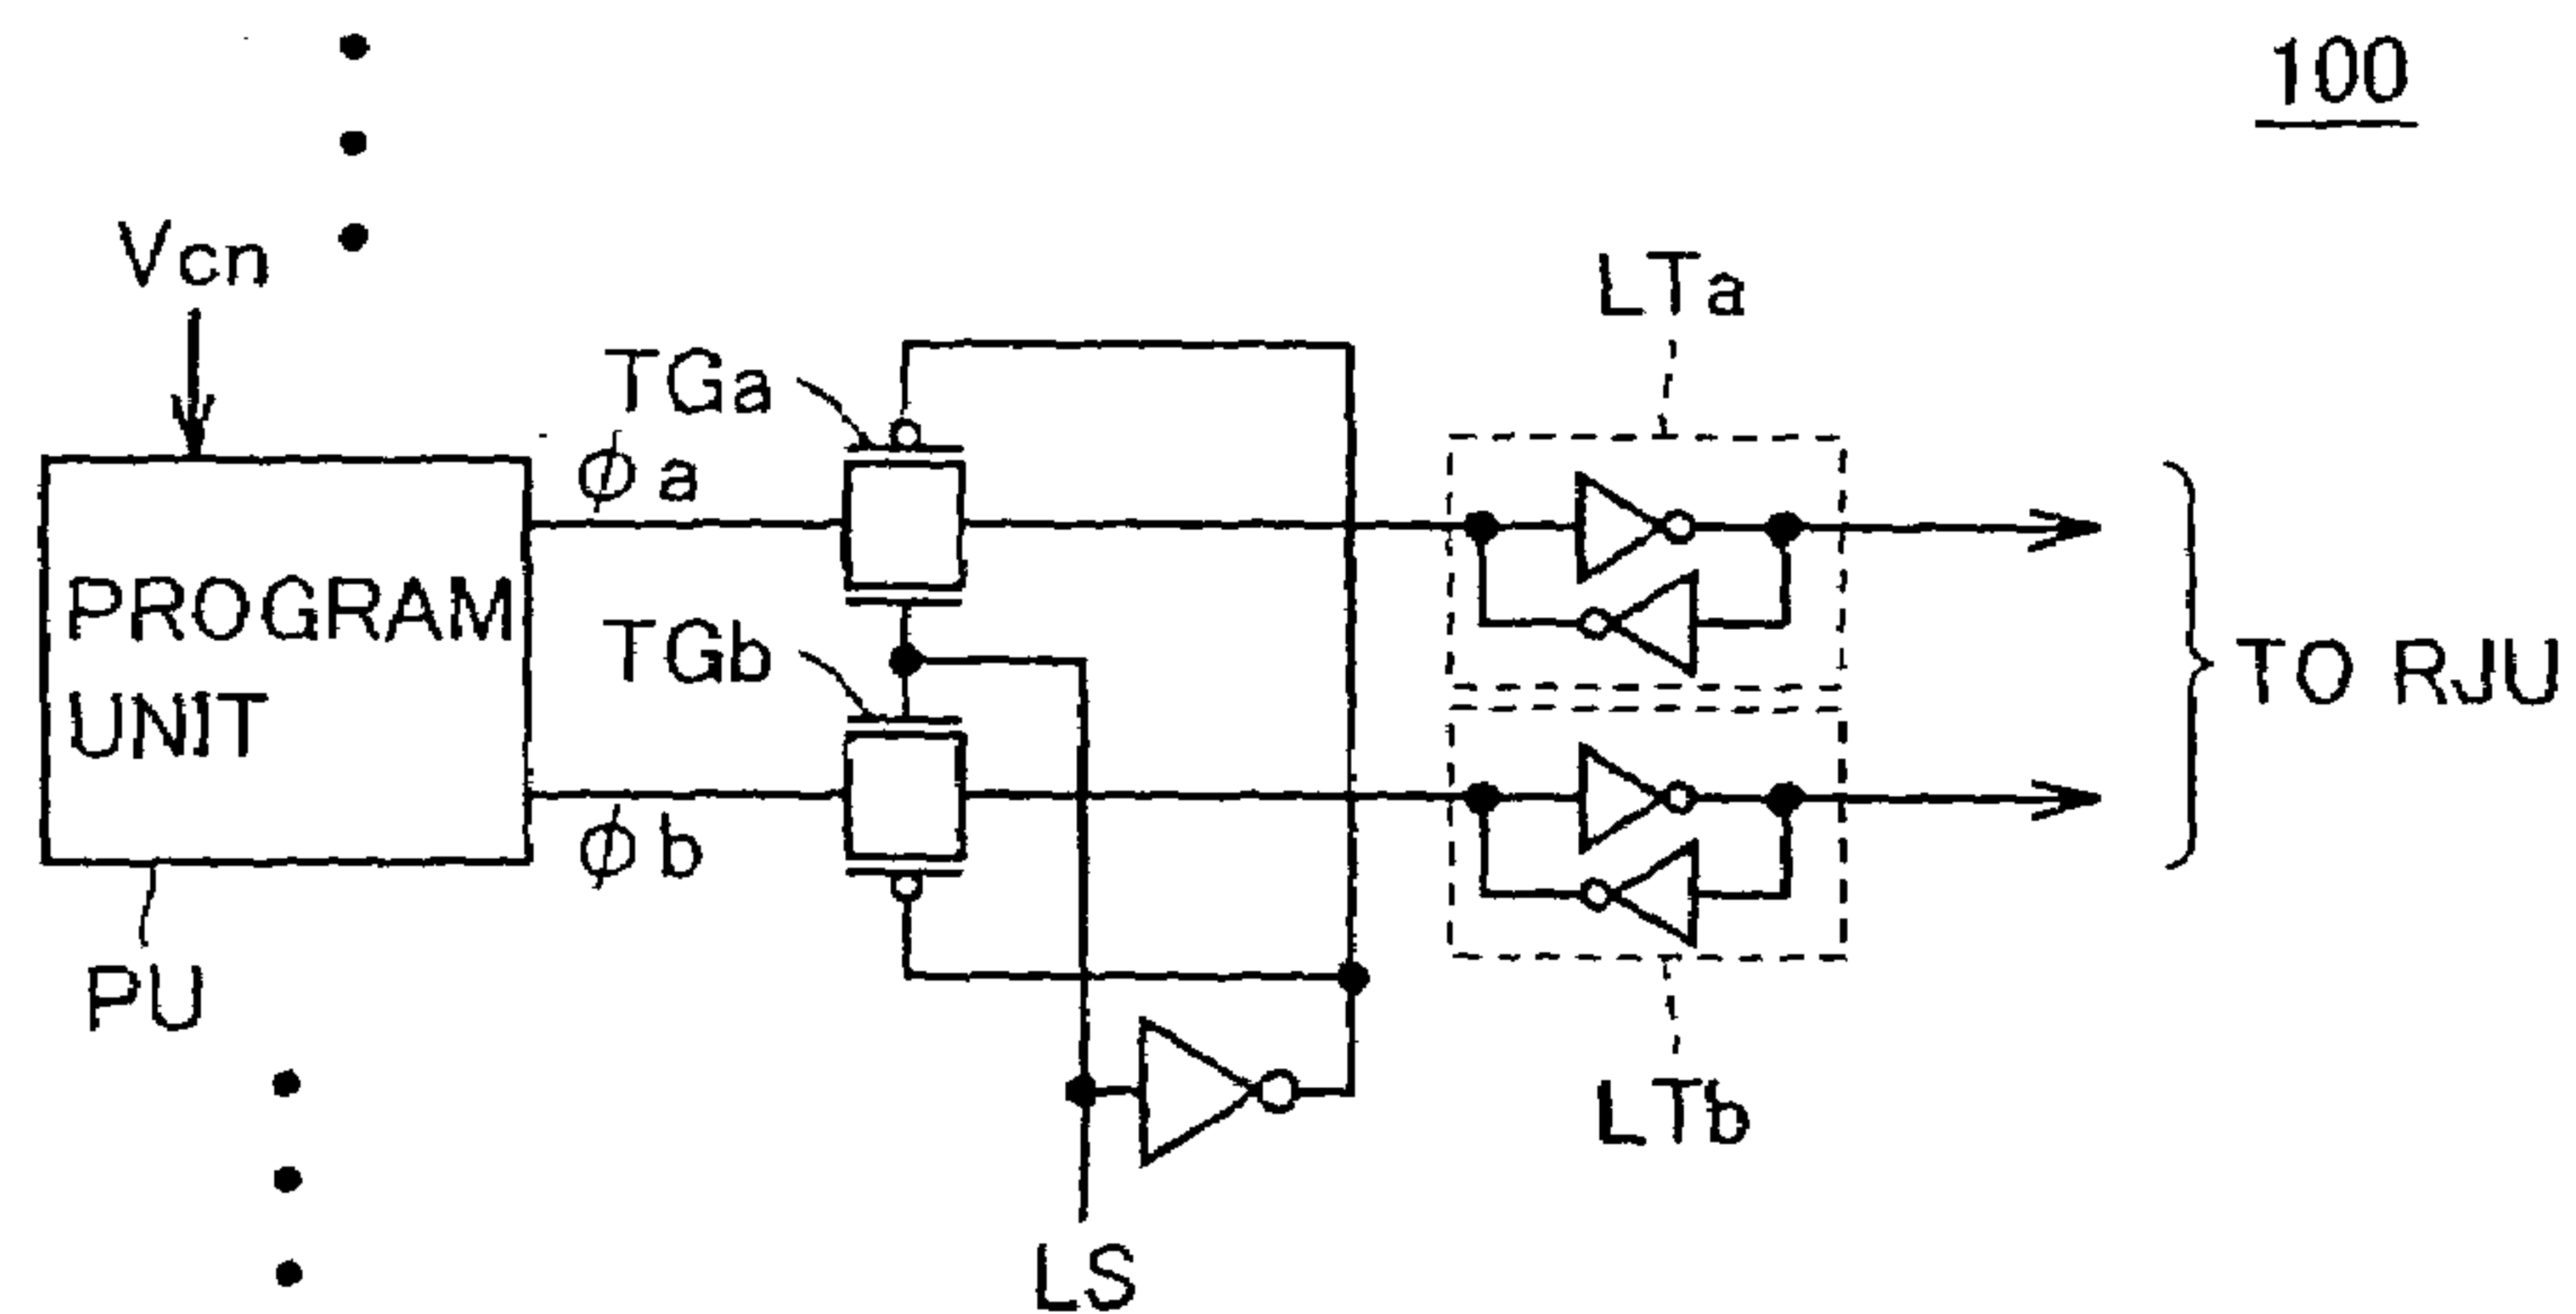 100
Vcn
LTa
TGa
φa
PROGRAM
UNIT
TGb
TO RJU
φb
PU
LTb
LS